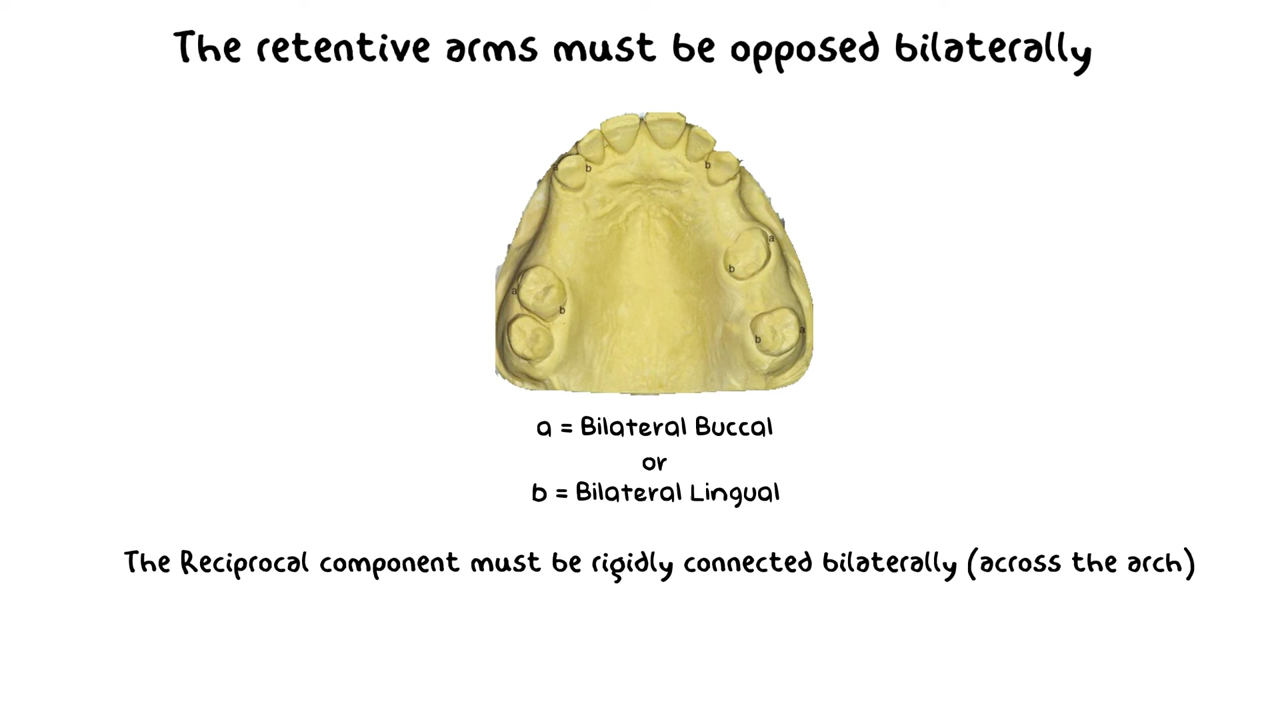 The retentive arms must be opposed bilaterally
a b b
a
b
a
b
b a
a = Bilateral Buccal
or
b = Bilateral Lingual
The Reciprocal component must be rigidly connected bilaterally (across the arch)